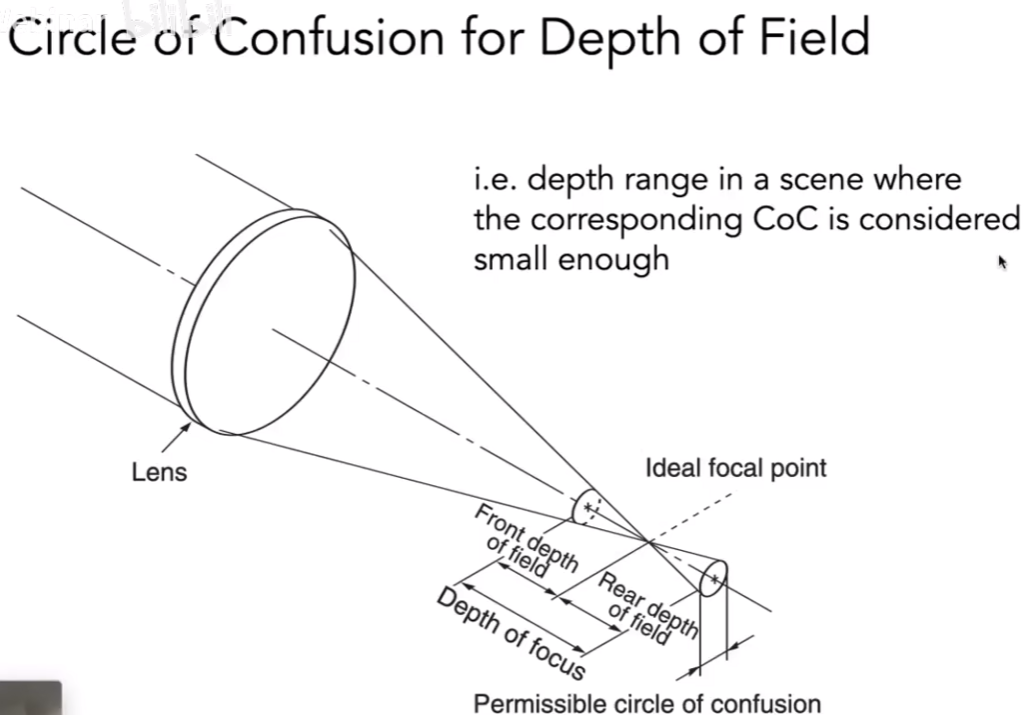 Webinar bilibili
Circle of Confusion for Depth of Field
i.e. depth range in a scene where
the corresponding CoC is considered
small enough
Lens
Ideal focal point
Front depth
of field
Rear depth
of field
Depth of focus
Permissible circle of confusion